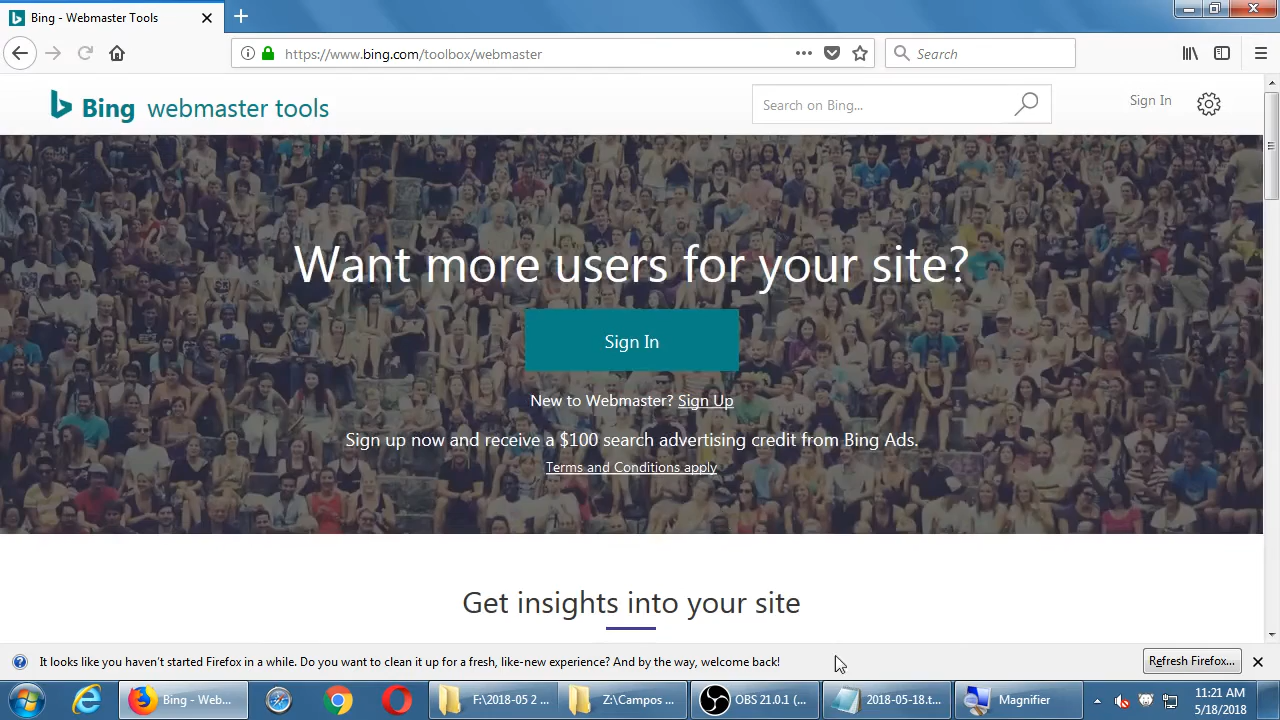 Bing - Webmaster Tools
https://www.bing.com/toolbox/webmaster
Search
Bing webmaster tools
Search on Bing...
Sign In
Want more users for your site?
Sign In
New to Webmaster? Sign Up
Sign up now and receive a $100 search advertising credit from Bing Ads.
Terms and Conditions apply
Get insights into your site
It looks like you haven't started Firefox in a while. Do you want to clean it up for a fresh, like-new experience? And by the way, welcome back!
Refresh Firefox...
Bing - Web...
F:\2018-05 2 ...
Z:\Campos ...
OBS 21.0.1 (...
2018-05-18.t...
Magnifier
11:21 AM
5/18/2018